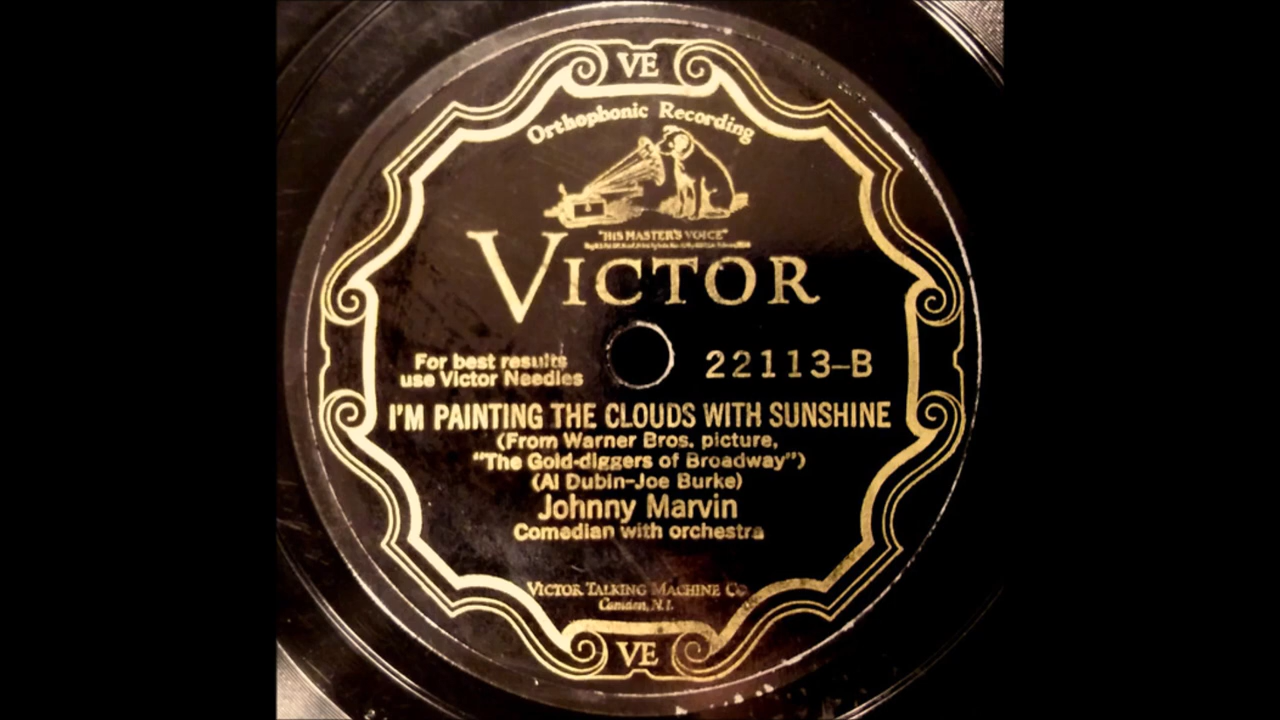 VE
Orthophonic Recording
"HIS MASTER'S VOICE"
VICTOR
For best results
use Victor Needles
22113-B
I'M PAINTING THE CLOUDS WITH SUNSHINE
(From Warner Bros. picture,
"The Gold-diggers of Broadway")
(Al Dubin-Joe Burke)
Johnny Marvin
Comedian with orchestra
VICTOR TALKING MACHINE CO.
Camden, N.J.
VE